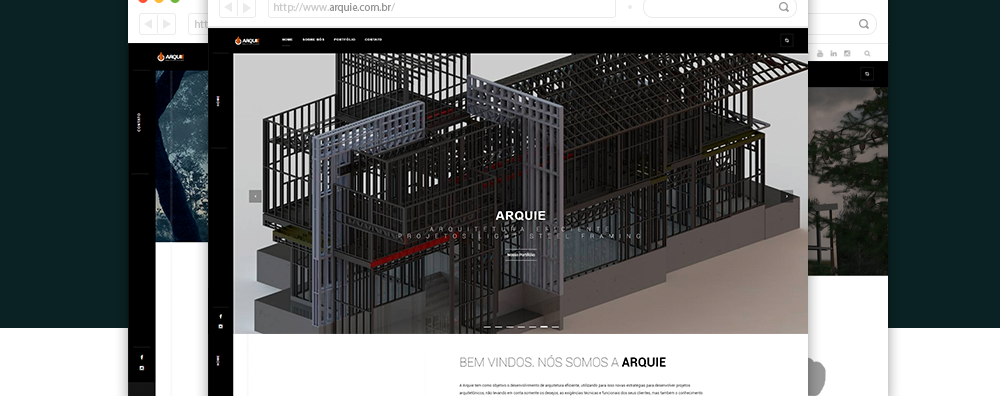 http://www.arquie.com.br/
htt
ARQUIE
HOME
SOBRE NÓS
PORTFÓLIO
CONTATO
ARQUIE
HOME
CONTATO
ARQUIE
ARQUITETURA EFICIENTE
PROJETOS | LIGHT STEEL FRAMING
Nosso Portfólio
HOME
BEM VINDOS. NÓS SOMOS A ARQUIE
A Arquie tem como objetivo o desenvolvimento de arquitetura eficiente, utilizando para isso novas estratégias para desenvolver projetos
arquitetônicos, não levando em conta somente os desejos, as exigências técnicas e funcionais dos seus clientes, mas também o conhecimento